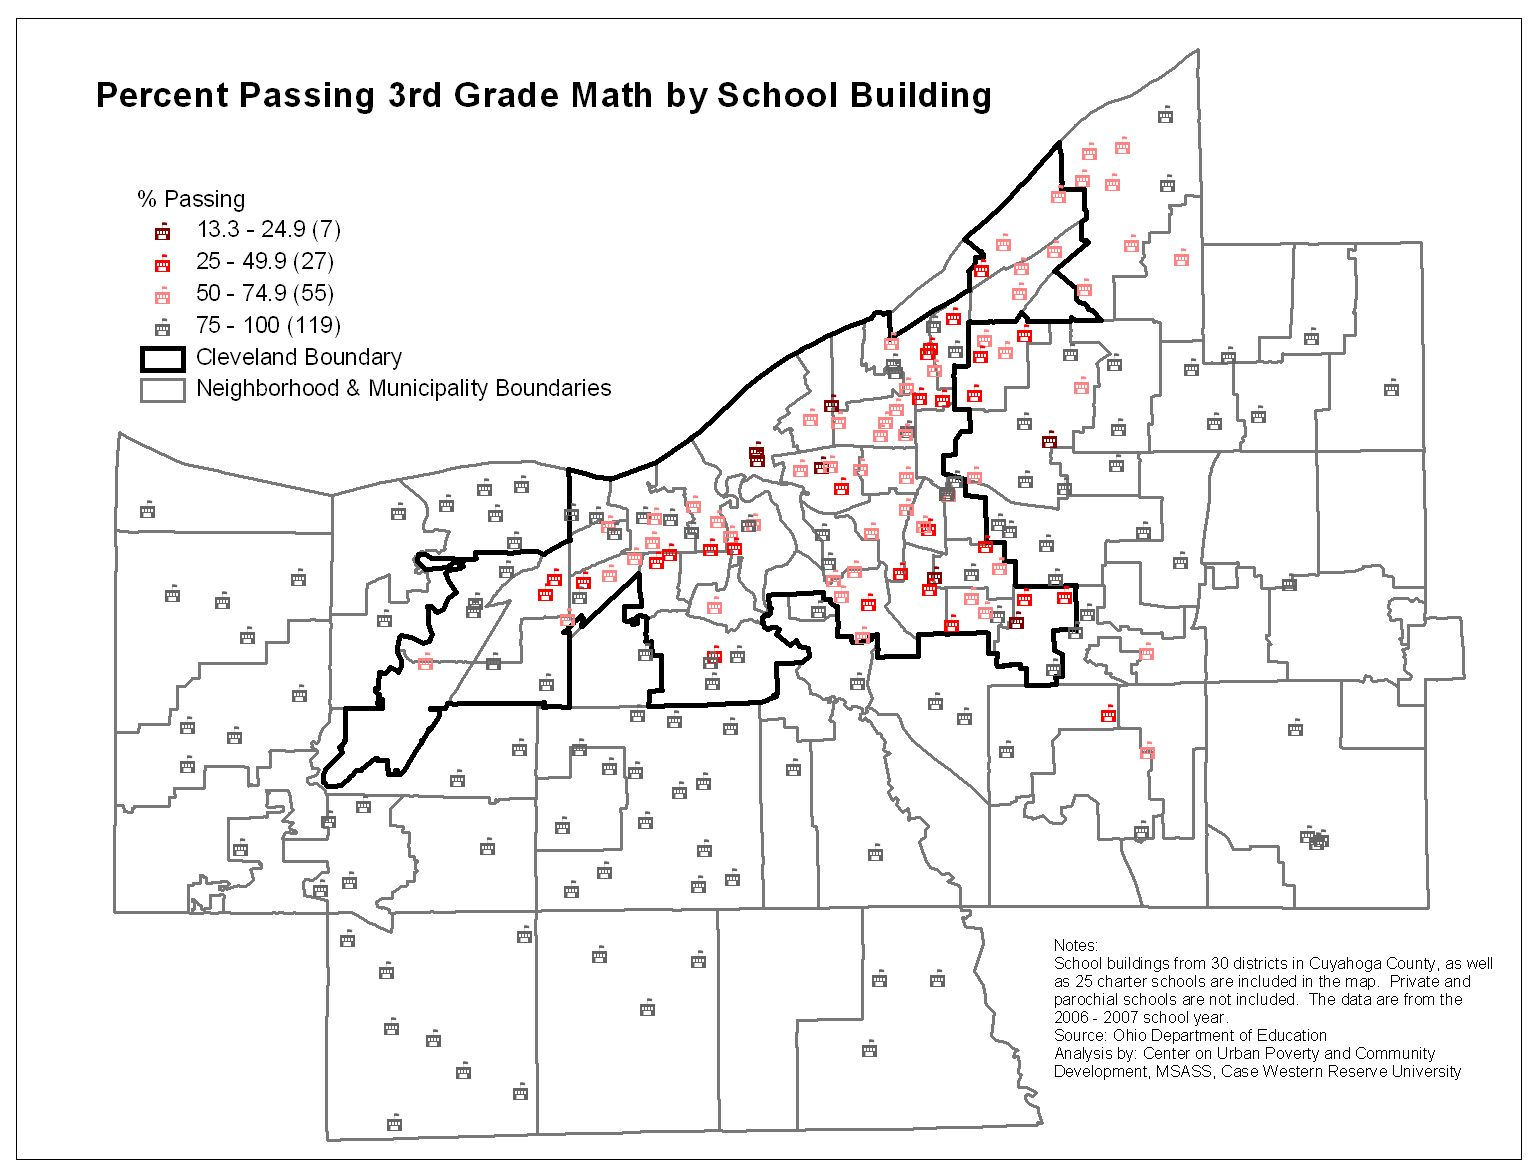 Percent Passing 3rd Grade Math by School Building
% Passing
13.3 - 24.9 (7)
25 - 49.9 (27)
50 - 74.9 (55)
75 - 100 (119)
Cleveland Boundary
Neighborhood & Municipality Boundaries
Notes:
School buildings from 30 districts in Cuyahoga County, as well
as 25 charter schools are included in the map. Private and
parochial schools are not included. The data are from the
2006 - 2007 school year.
Source: Ohio Department of Education
Analysis by: Center on Urban Poverty and Community
Development, MSASS, Case Western Reserve University